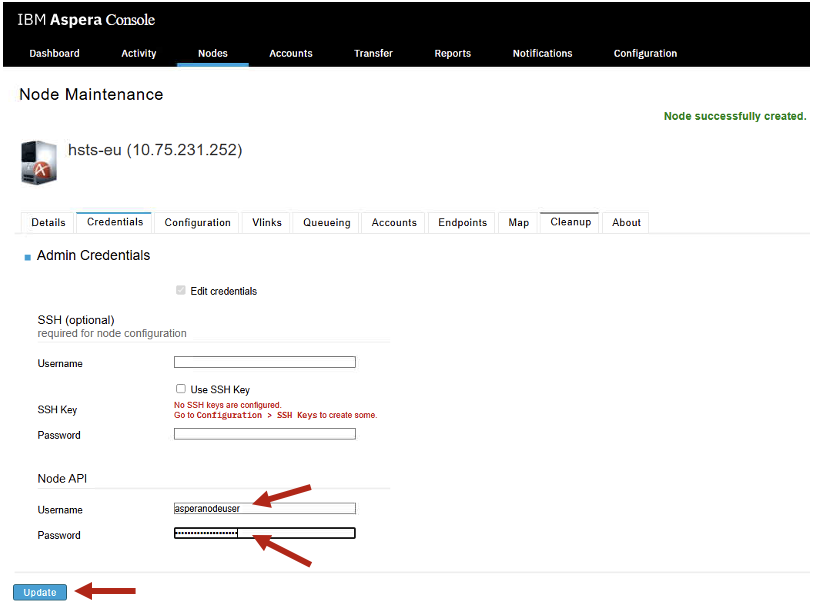 IBM Aspera Console
Dashboard Activity Nodes Accounts Transfer Reports Notifications Configuration
Node Maintenance
Node successfully created.
hsts-eu (10.75.231.252)
Details Credentials Configuration Vlinks Queueing Accounts Endpoints Map Cleanup About
Admin Credentials
Edit credentials
SSH (optional)
required for node configuration
Username
Use SSH Key
SSH Key
No SSH keys are configured.
Go to Configuration > SSH Keys to create some.
Password
Node API
Username asperanodeuser
Password
Update